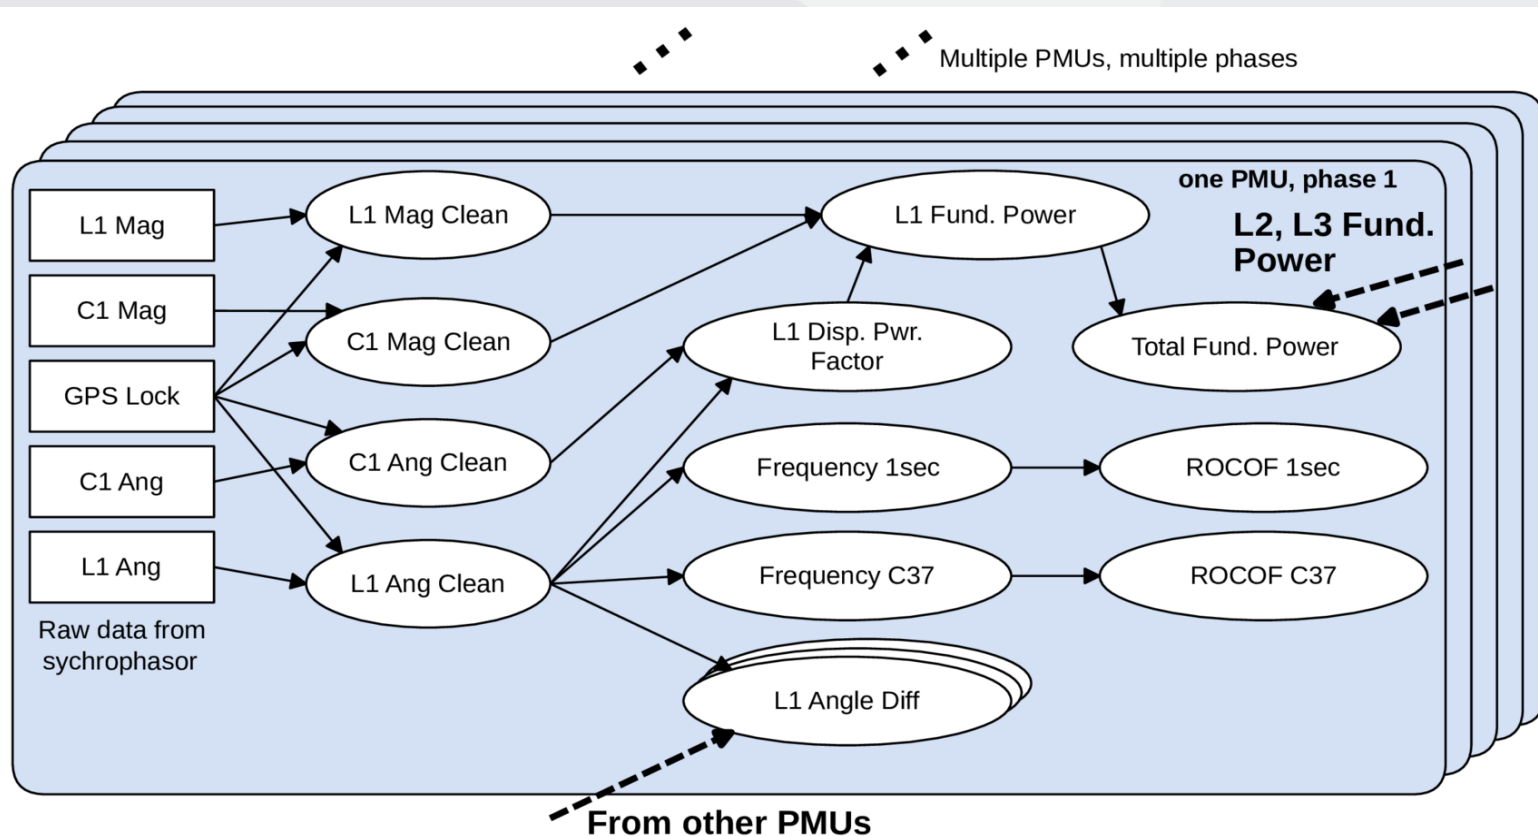 Multiple PMUs, multiple phases
one PMU, phase 1
L2, L3 Fund.
Power
L1 Mag
L1 Mag Clean
L1 Fund. Power
C1 Mag
C1 Mag Clean
L1 Disp. Pwr.
Factor
Total Fund. Power
GPS Lock
C1 Ang
C1 Ang Clean
Frequency 1sec
ROCOF 1sec
L1 Ang
L1 Ang Clean
Frequency C37
ROCOF C37
Raw data from
sychrophasor
L1 Angle Diff
From other PMUs